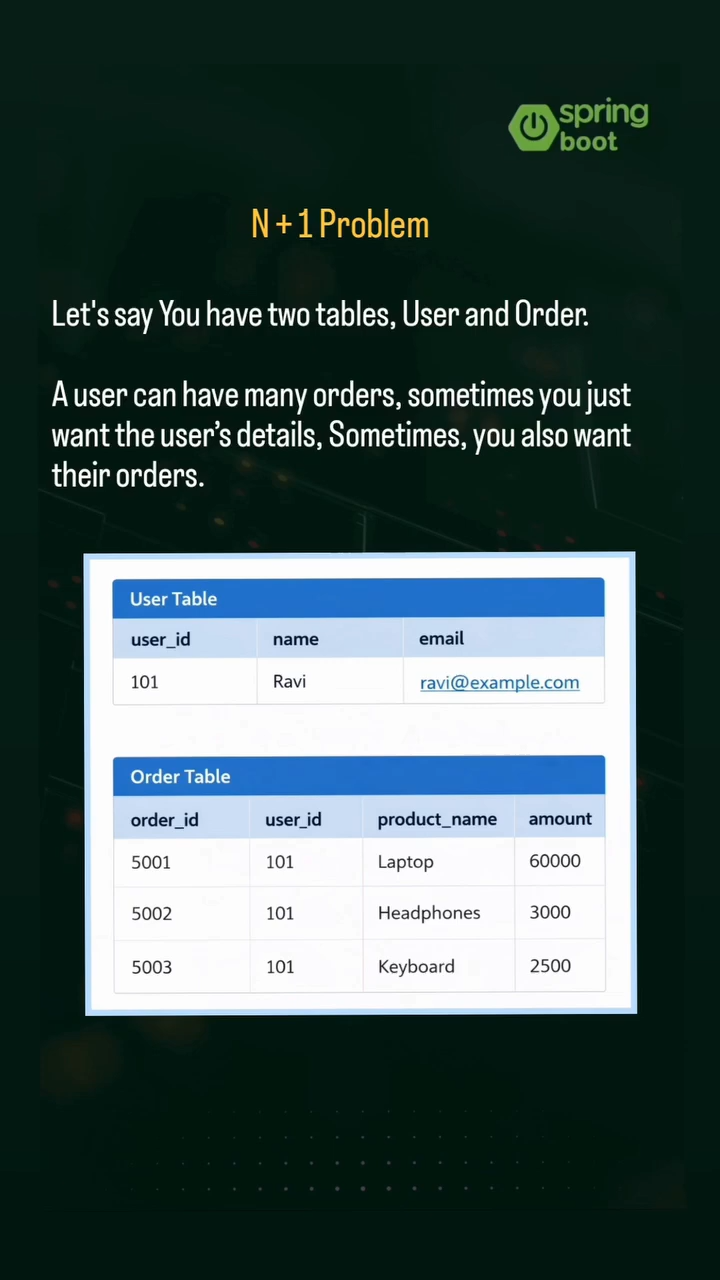 spring
boot
N + 1 Problem
Let's say You have two tables, User and Order.
A user can have many orders, sometimes you just
want the user’s details, Sometimes, you also want
their orders.
User Table
user_id name email
101 Ravi ravi@example.com
Order Table
order_id user_id product_name amount
5001 101 Laptop 60000
5002 101 Headphones 3000
5003 101 Keyboard 2500